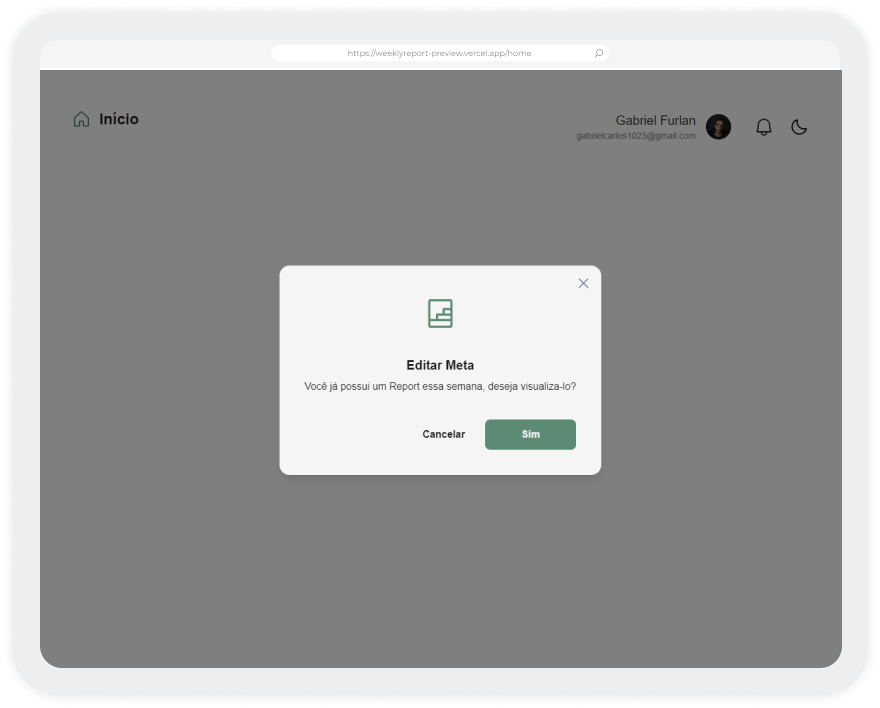 https://weeklyreport-preview.vercel.app/home
Início
Gabriel Furlan
gabrielcarlos1023@gmail.com
Editar Meta
Você já possui um Report essa semana, deseja visualiza-lo?
Cancelar
Sim